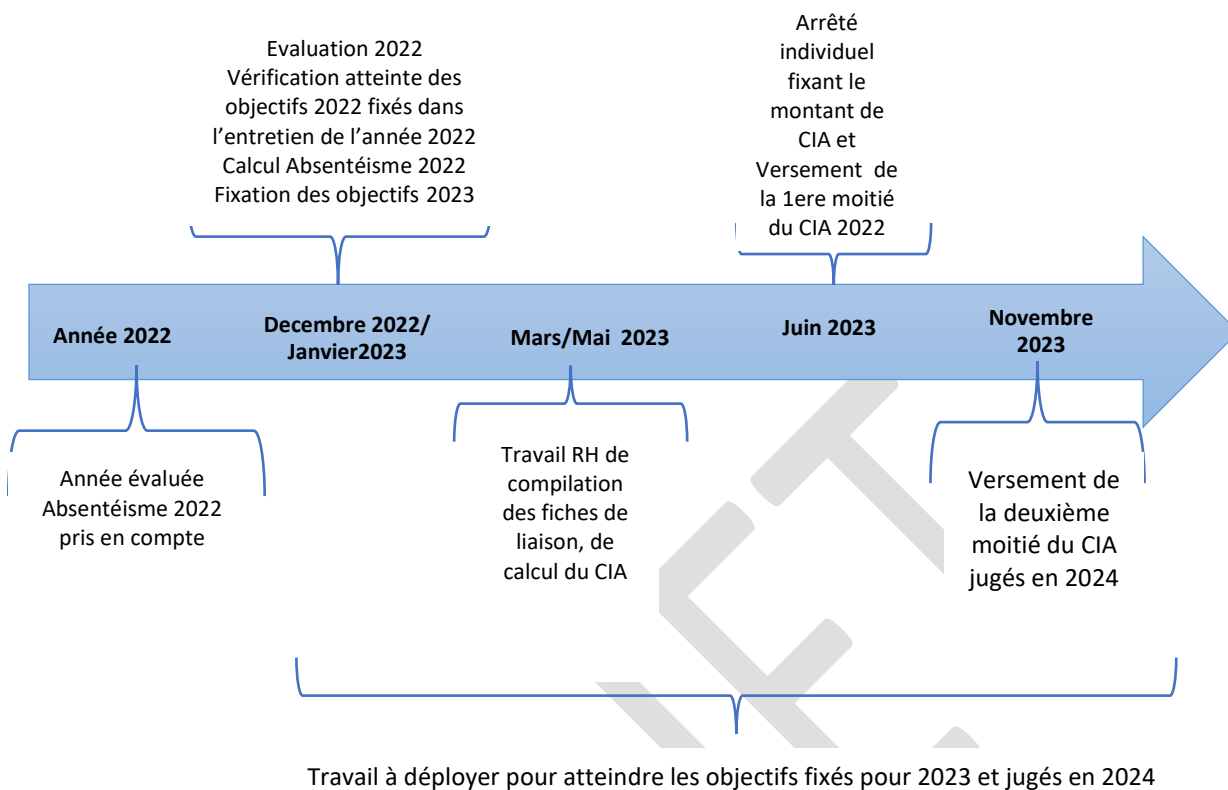 Evaluation 2022
Vérification atteinte des
objectifs 2022 fixés dans
l'entretien de l'année 2022
Calcul Absentéisme 2022
Fixation des objectifs 2023
Arrêté
individuel
fixant le
montant de
CIA et
Versement de
la 1ere moitié
du CIA 2022
Année 2022
Decembre 2022/
Janvier2023
Mars/Mai 2023
Juin 2023
Novembre
2023
Année évaluée
Absentéisme 2022
pris en compte
Travail RH de
compilation
des fiches de
liaison, de
calcul du CIA
Versement de
la deuxième
moitié du CIA
jugés en 2024
Travail à déployer pour atteindre les objectifs fixés pour 2023 et jugés en 2024